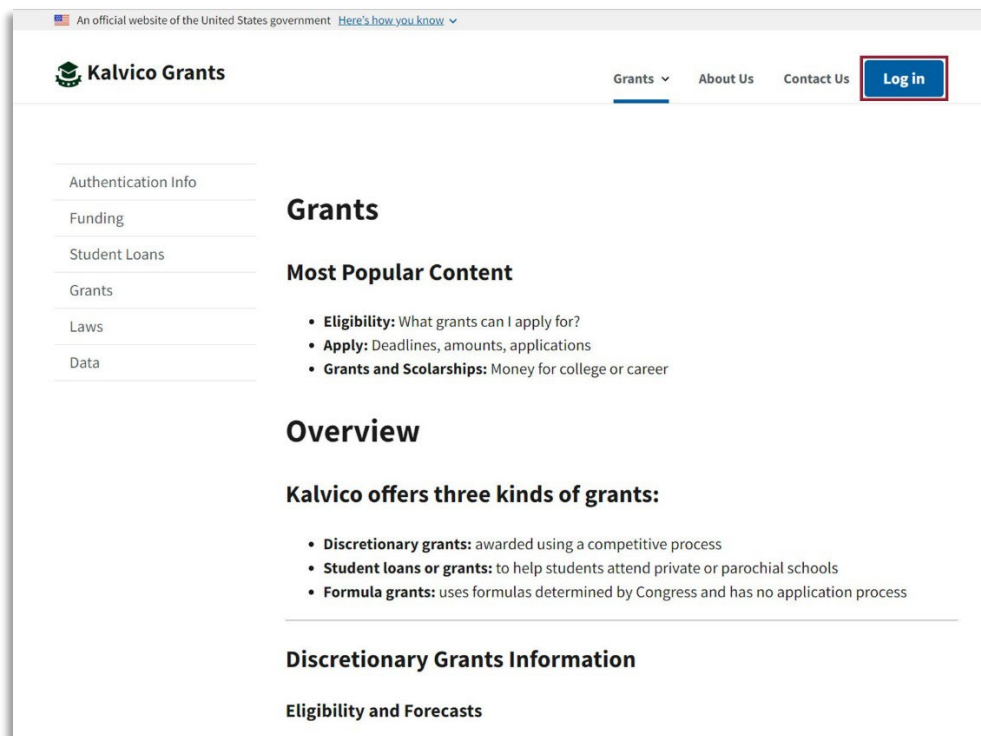 An official website of the United States government Here's how you know
Kalvico Grants
Grants About Us Contact Us Log in
Authentication Info
Funding
Student Loans
Grants
Laws
Data
Grants
Most Popular Content
• Eligibility: What grants can I apply for?
• Apply: Deadlines, amounts, applications
• Grants and Scolarships: Money for college or career
Overview
Kalvico offers three kinds of grants:
• Discretionary grants: awarded using a competitive process
• Student loans or grants: to help students attend private or parochial schools
• Formula grants: uses formulas determined by Congress and has no application process
Discretionary Grants Information
Eligibility and Forecasts